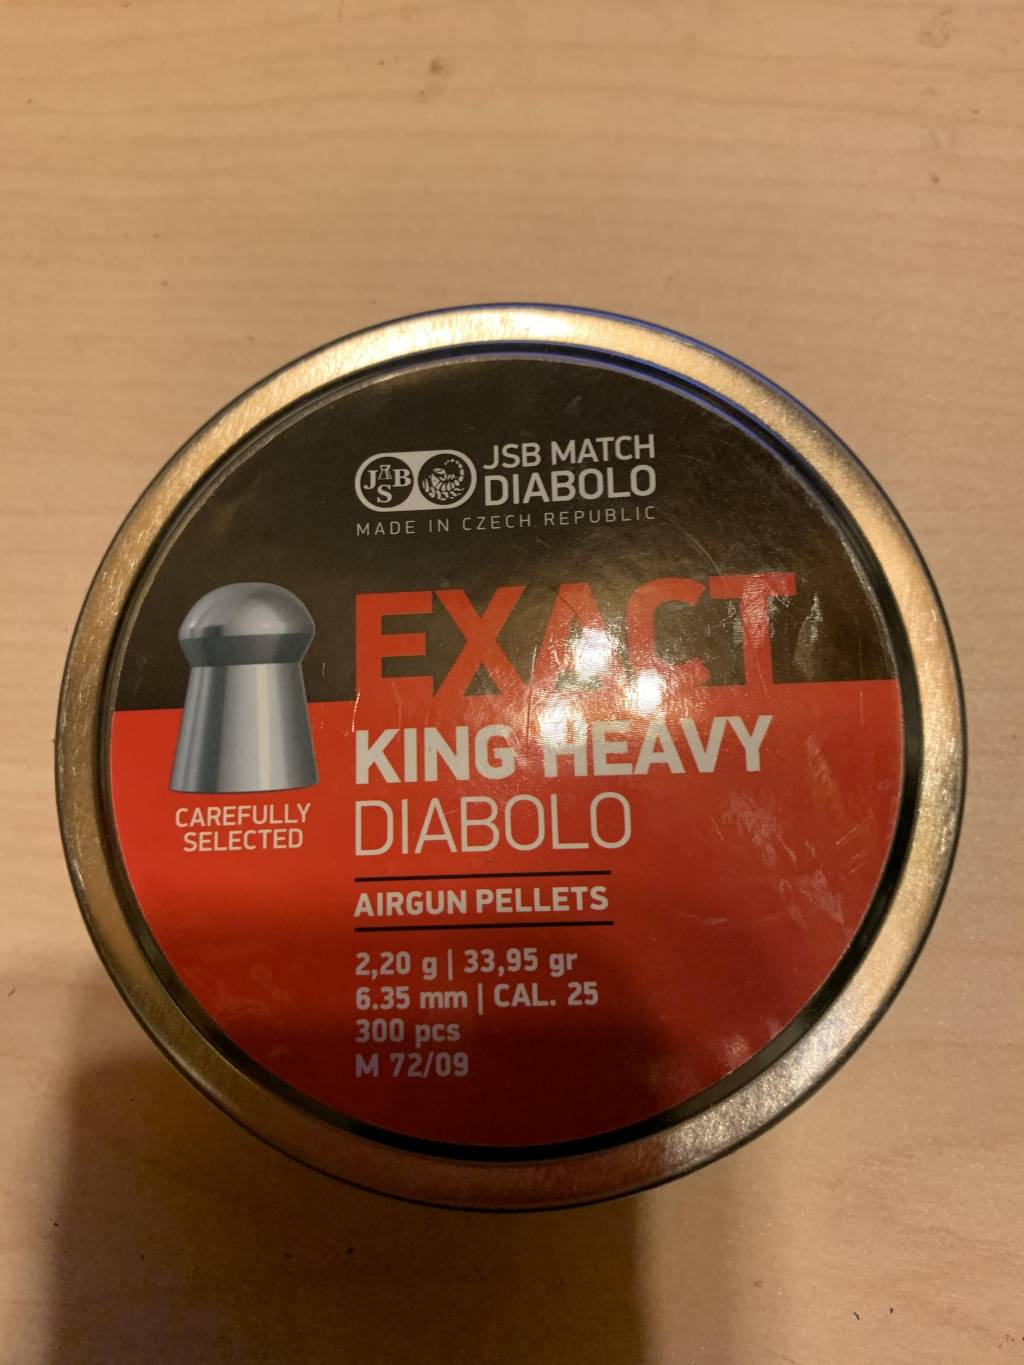 JSB
JSB MATCH
DIABOLO
MADE IN CZECH REPUBLIC
EXACT
KING HEAVY
DIABOLO
CAREFULLY
SELECTED
AIRGUN PELLETS
2,20 g | 33,95 gr
6.35 mm | CAL. 25
300 pcs
M 72/09